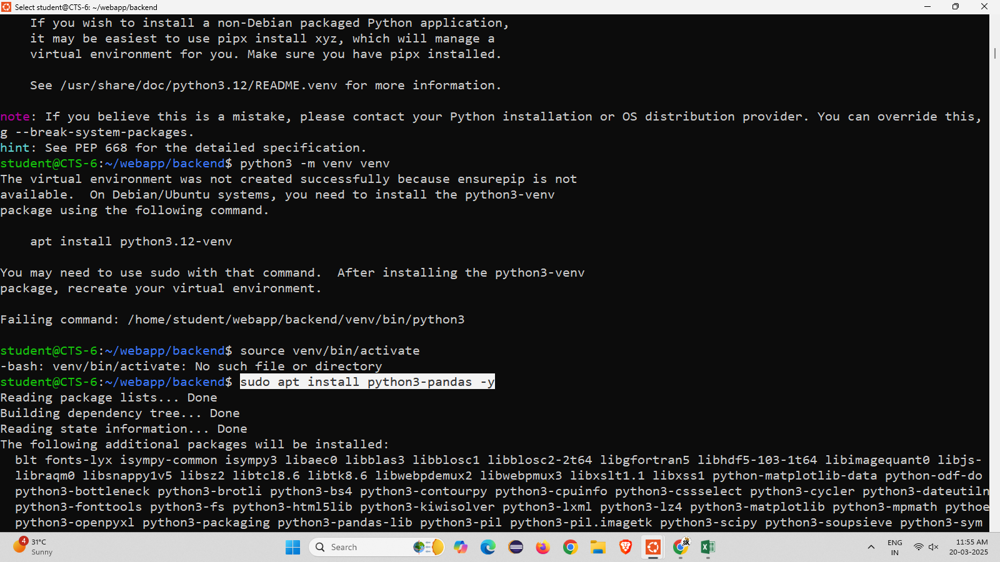 Select student@CTS-6: ~/webapp/backend
If you wish to install a non-Debian packaged Python application,
it may be easiest to use pipx install xyz, which will manage a
virtual environment for you. Make sure you have pipx installed.
See /usr/share/doc/python3.12/README.venv for more information.
note: If you believe this is a mistake, please contact your Python installation or OS distribution provider. You can override this,
g --break-system-packages.
hint: See PEP 668 for the detailed specification.
student@CTS-6:~/webapp/backend$ python3 -m venv venv
The virtual environment was not created successfully because ensurepip is not
available.  On Debian/Ubuntu systems, you need to install the python3-venv
package using the following command.
apt install python3.12-venv
You may need to use sudo with that command.  After installing the python3-venv
package, recreate your virtual environment.
Failing command: /home/student/webapp/backend/venv/bin/python3
student@CTS-6:~/webapp/backend$ source venv/bin/activate
-bash: venv/bin/activate: No such file or directory
student@CTS-6:~/webapp/backend$ sudo apt install python3-pandas -y
Reading package lists... Done
Building dependency tree... Done
Reading state information... Done
The following additional packages will be installed:
blt fonts-lyx isympy-common isympy3 libaec0 libblas3 libblosc1 libblosc2-2t64 libgfortran5 libhdf5-103-1t64 libimagequant0 libjs-
libraqm0 libsnappy1v5 libsz2 libtcl8.6 libtk8.6 libwebpdemux2 libwebpmux3 libxslt1.1 libxss1 python-matplotlib-data python-odf-do
python3-bottleneck python3-brotli python3-bs4 python3-contourpy python3-cpuinfo python3-cssselect python3-cycler python3-dateutiln
python3-fonttools python3-fs python3-html5lib python3-kiwisolver python3-lxml python3-lz4 python3-matplotlib python3-mpmath pythoe
python3-openpyxl python3-packaging python3-pandas-lib python3-pil python3-pil.imagetk python3-scipy python3-soupsieve python3-sym
4
31°C
Sunny
Search
SK
ENG
IN
11:55 AM
20-03-2025